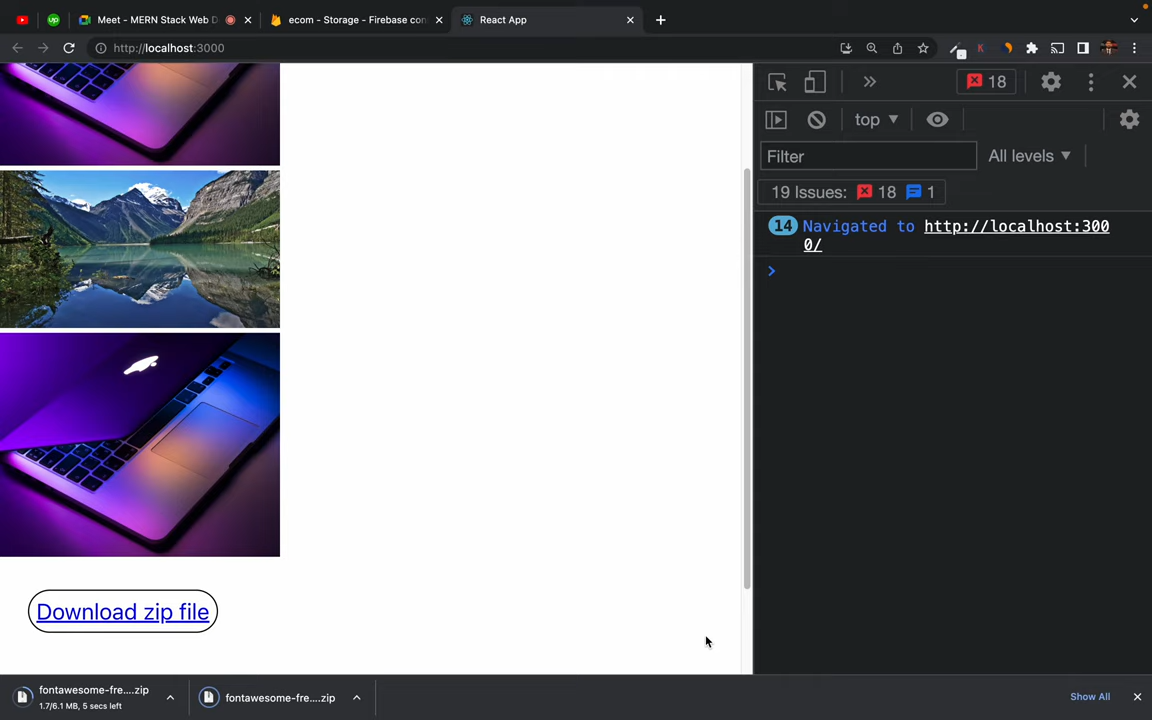 Meet - MERN Stack Web D
ecom - Storage - Firebase con
React App
http://localhost:3000
18
top
Filter
All levels
19 Issues: 18 1
14 Navigated to http://localhost:300
0/
Download zip file
fontawesome-fre....zip
1.7/6.1 MB, 5 secs left
fontawesome-fre....zip
Show All